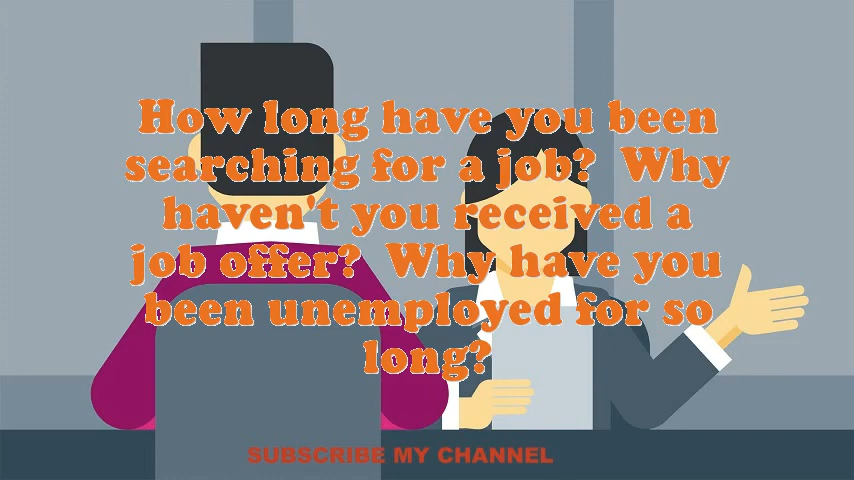 How long have you been
searching for a job?  Why
haven't you received a
job offer?  Why have you
been unemployed for so
long?
SUBSCRIBE MY CHANNEL